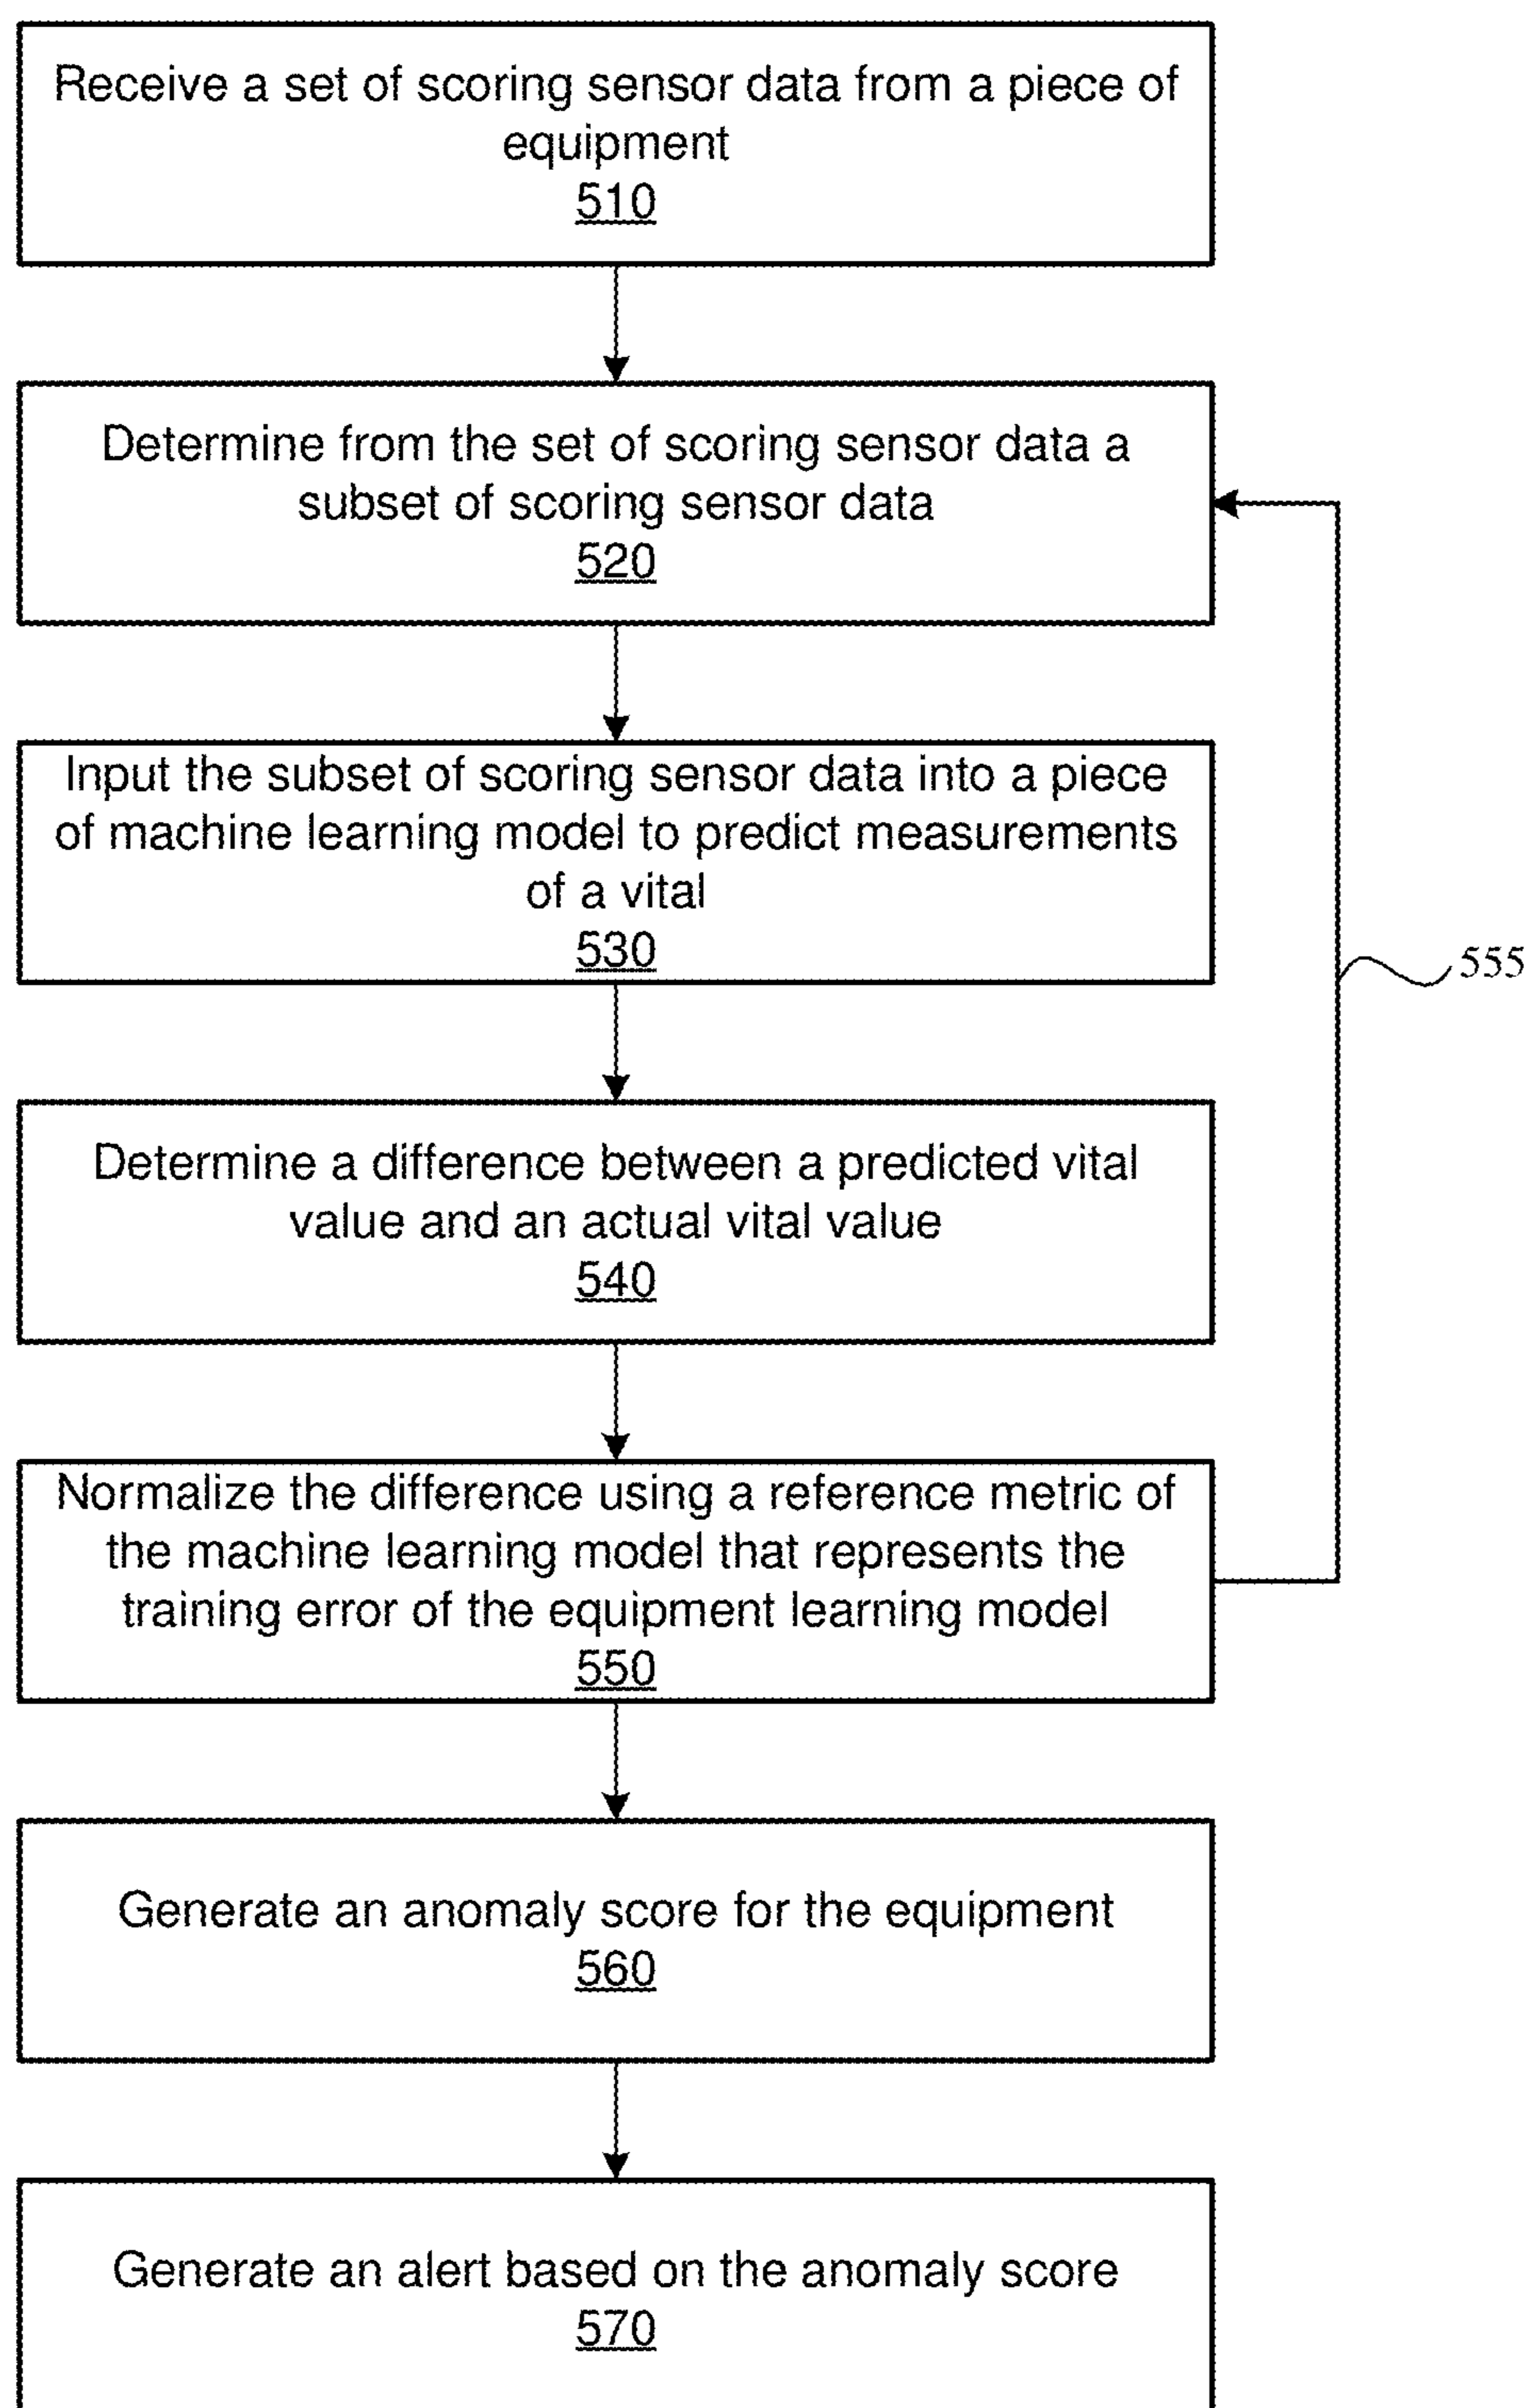 Receive a set of scoring sensor data from a piece of
equipment
510
Determine from the set of scoring sensor data a
subset of scoring sensor data
520
Input the subset of scoring sensor data into a piece
of machine learning model to predict measurements
of a vital
530
555
Determine a difference between a predicted vital
value and an actual vital value
540
Normalize the difference using a reference metric of
the machine learning model that represents the
training error of the equipment learning model
550
Generate an anomaly score for the equipment
560
Generate an alert based on the anomaly score
570